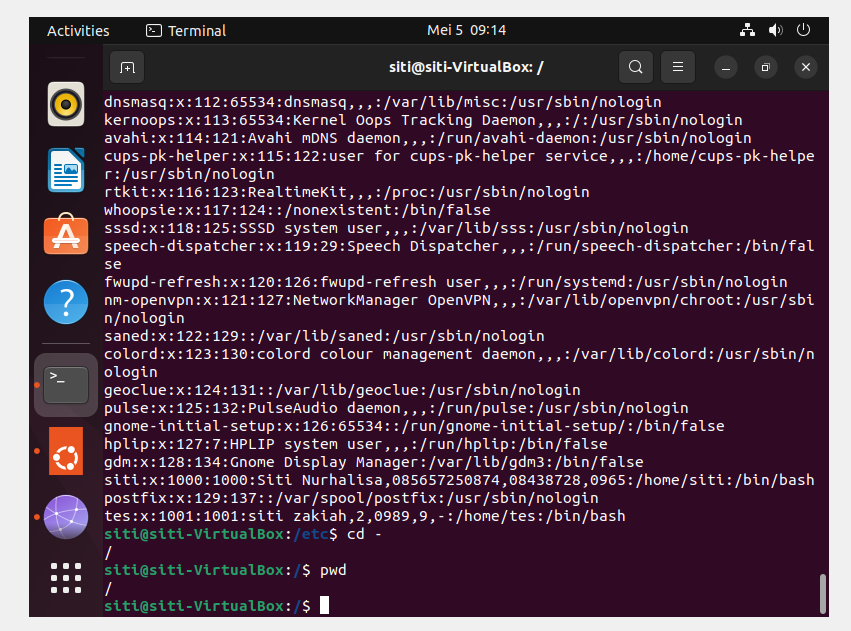 Activities
Terminal
Mei 5 09:14
siti@siti-VirtualBox: /
dnsmasq:x:112:65534:dnsmasq,,,:/var/lib/misc:/usr/sbin/nologin
kernoops:x:113:65534:Kernel Oops Tracking Daemon,,,:/:/usr/sbin/nologin
avahi:x:114:121:Avahi mDNS daemon,,,:/run/avahi-daemon:/usr/sbin/nologin
cups-pk-helper:x:115:122:user for cups-pk-helper service,,,:/home/cups-pk-helpe
r:/usr/sbin/nologin
rtkit:x:116:123:RealtimeKit,,,:/proc:/usr/sbin/nologin
whoopsie:x:117:124::/nonexistent:/bin/false
sssd:x:118:125:SSSD system user,,,:/var/lib/sss:/usr/sbin/nologin
speech-dispatcher:x:119:29:Speech Dispatcher,,,:/run/speech-dispatcher:/bin/fal
se
fwupd-refresh:x:120:126:fwupd-refresh user,,,:/run/systemd:/usr/sbin/nologin
nm-openvpn:x:121:127:NetworkManager OpenVPN,,,:/var/lib/openvpn/chroot:/usr/sbi
n/nologin
saned:x:122:129::/var/lib/saned:/usr/sbin/nologin
colord:x:123:130:colord colour management daemon,,,:/var/lib/colord:/usr/sbin/n
ologin
geoclue:x:124:131::/var/lib/geoclue:/usr/sbin/nologin
pulse:x:125:132:PulseAudio daemon,,,:/run/pulse:/usr/sbin/nologin
gnome-initial-setup:x:126:65534::/run/gnome-initial-setup/:/bin/false
hplip:x:127:7:HPLIP system user,,,:/run/hplip:/bin/false
gdm:x:128:134:Gnome Display Manager:/var/lib/gdm3:/bin/false
siti:x:1000:1000:Siti Nurhalisa,085657250874,08438728,0965:/home/siti:/bin/bash
postfix:x:129:137::/var/spool/postfix:/usr/sbin/nologin
tes:x:1001:1001:siti zakiah,2,0989,9,-:/home/tes:/bin/bash
siti@siti-VirtualBox:/etc$ cd -
/
siti@siti-VirtualBox:/$ pwd
/
siti@siti-VirtualBox:/$